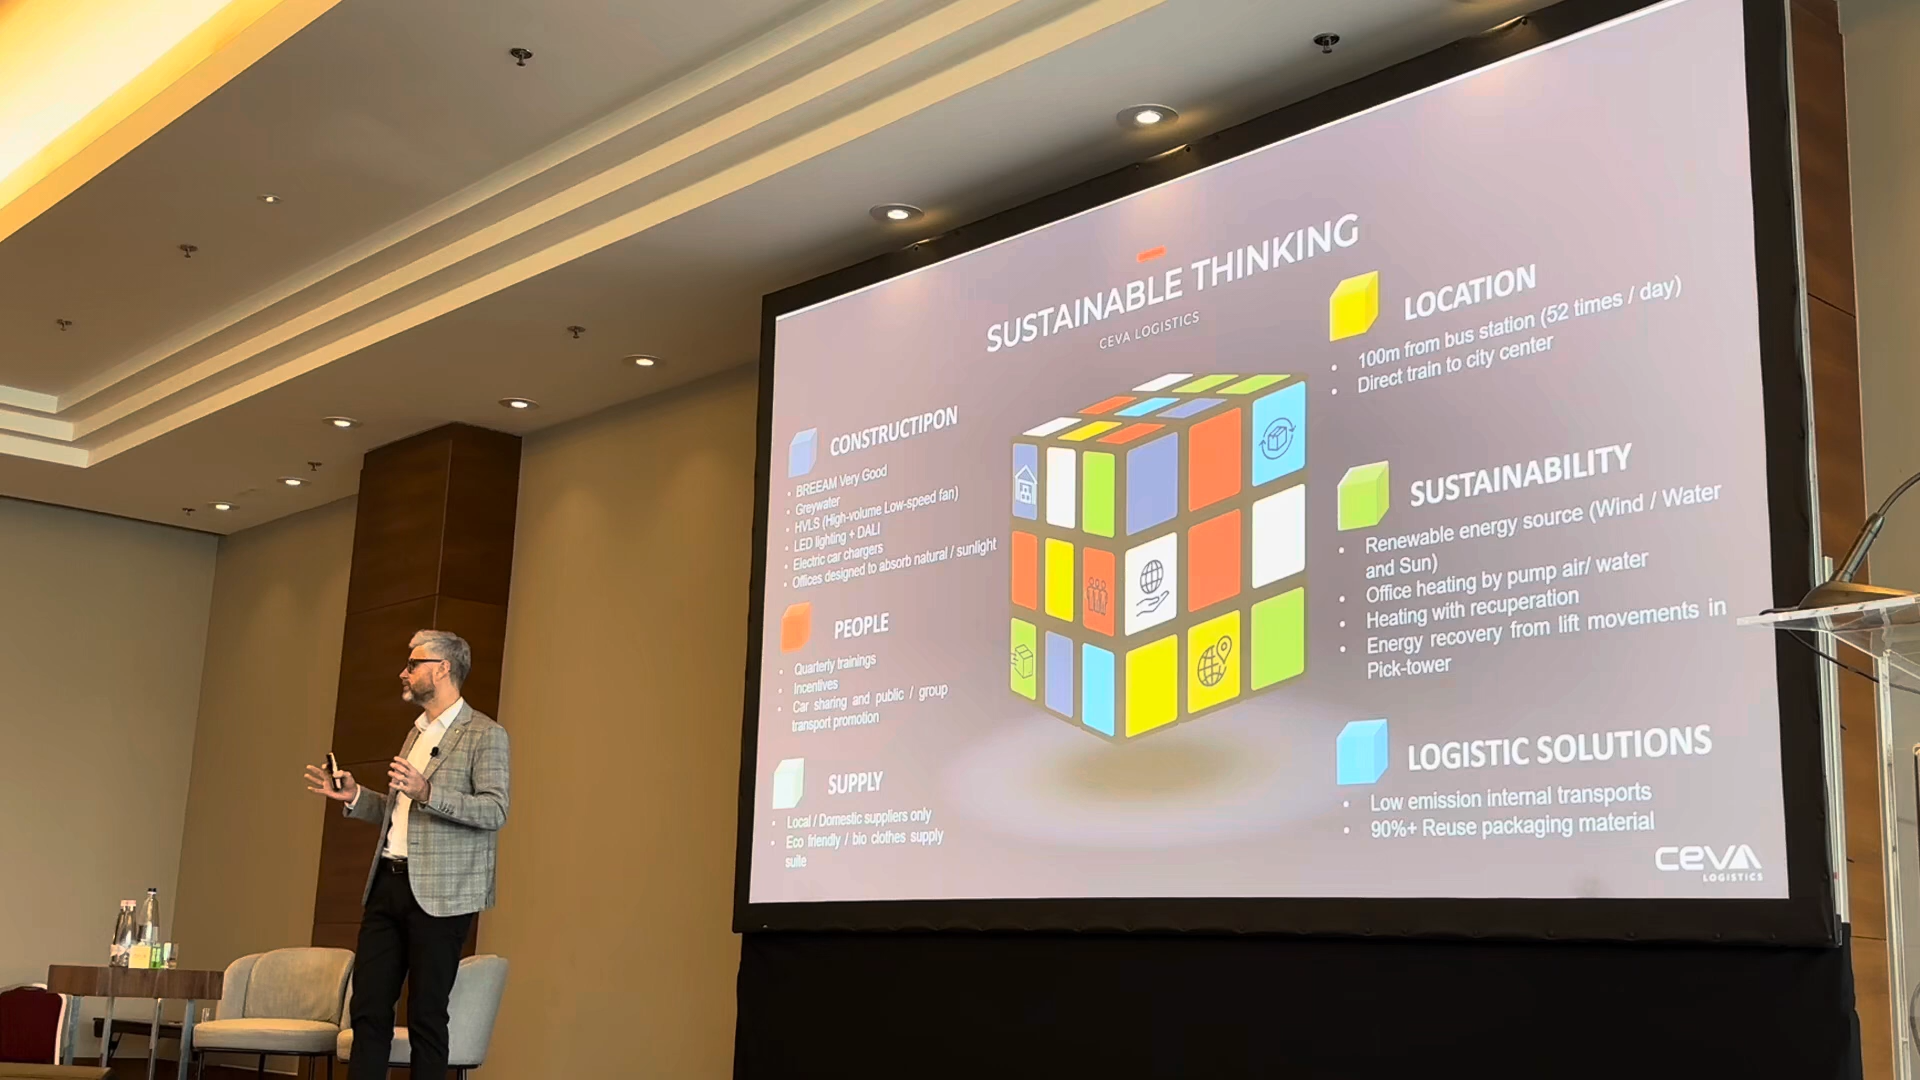 SUSTAINABLE THINKING
CEVA LOGISTICS
CONSTRUCTIPON
• BREEAM Very Good
• Greywater
• HVLS (High-volume Low-speed fan)
• LED lighting + DALI
• Electric car chargers
• Offices designed to absorb natural / sunlight
PEOPLE
• Quarterly trainings
• Incentives
• Car sharing and public / group
transport promotion
SUPPLY
• Local / Domestic suppliers only
• Eco friendly / bio clothes supply
suite
LOCATION
• 100m from bus station (52 times / day)
• Direct train to city center
SUSTAINABILITY
• Renewable energy source (Wind / Water
and Sun)
• Office heating by pump air/ water
• Heating with recuperation
• Energy recovery from lift movements in
Pick-tower
LOGISTIC SOLUTIONS
• Low emission internal transports
• 90%+ Reuse packaging material
CEVA
LOGISTICS